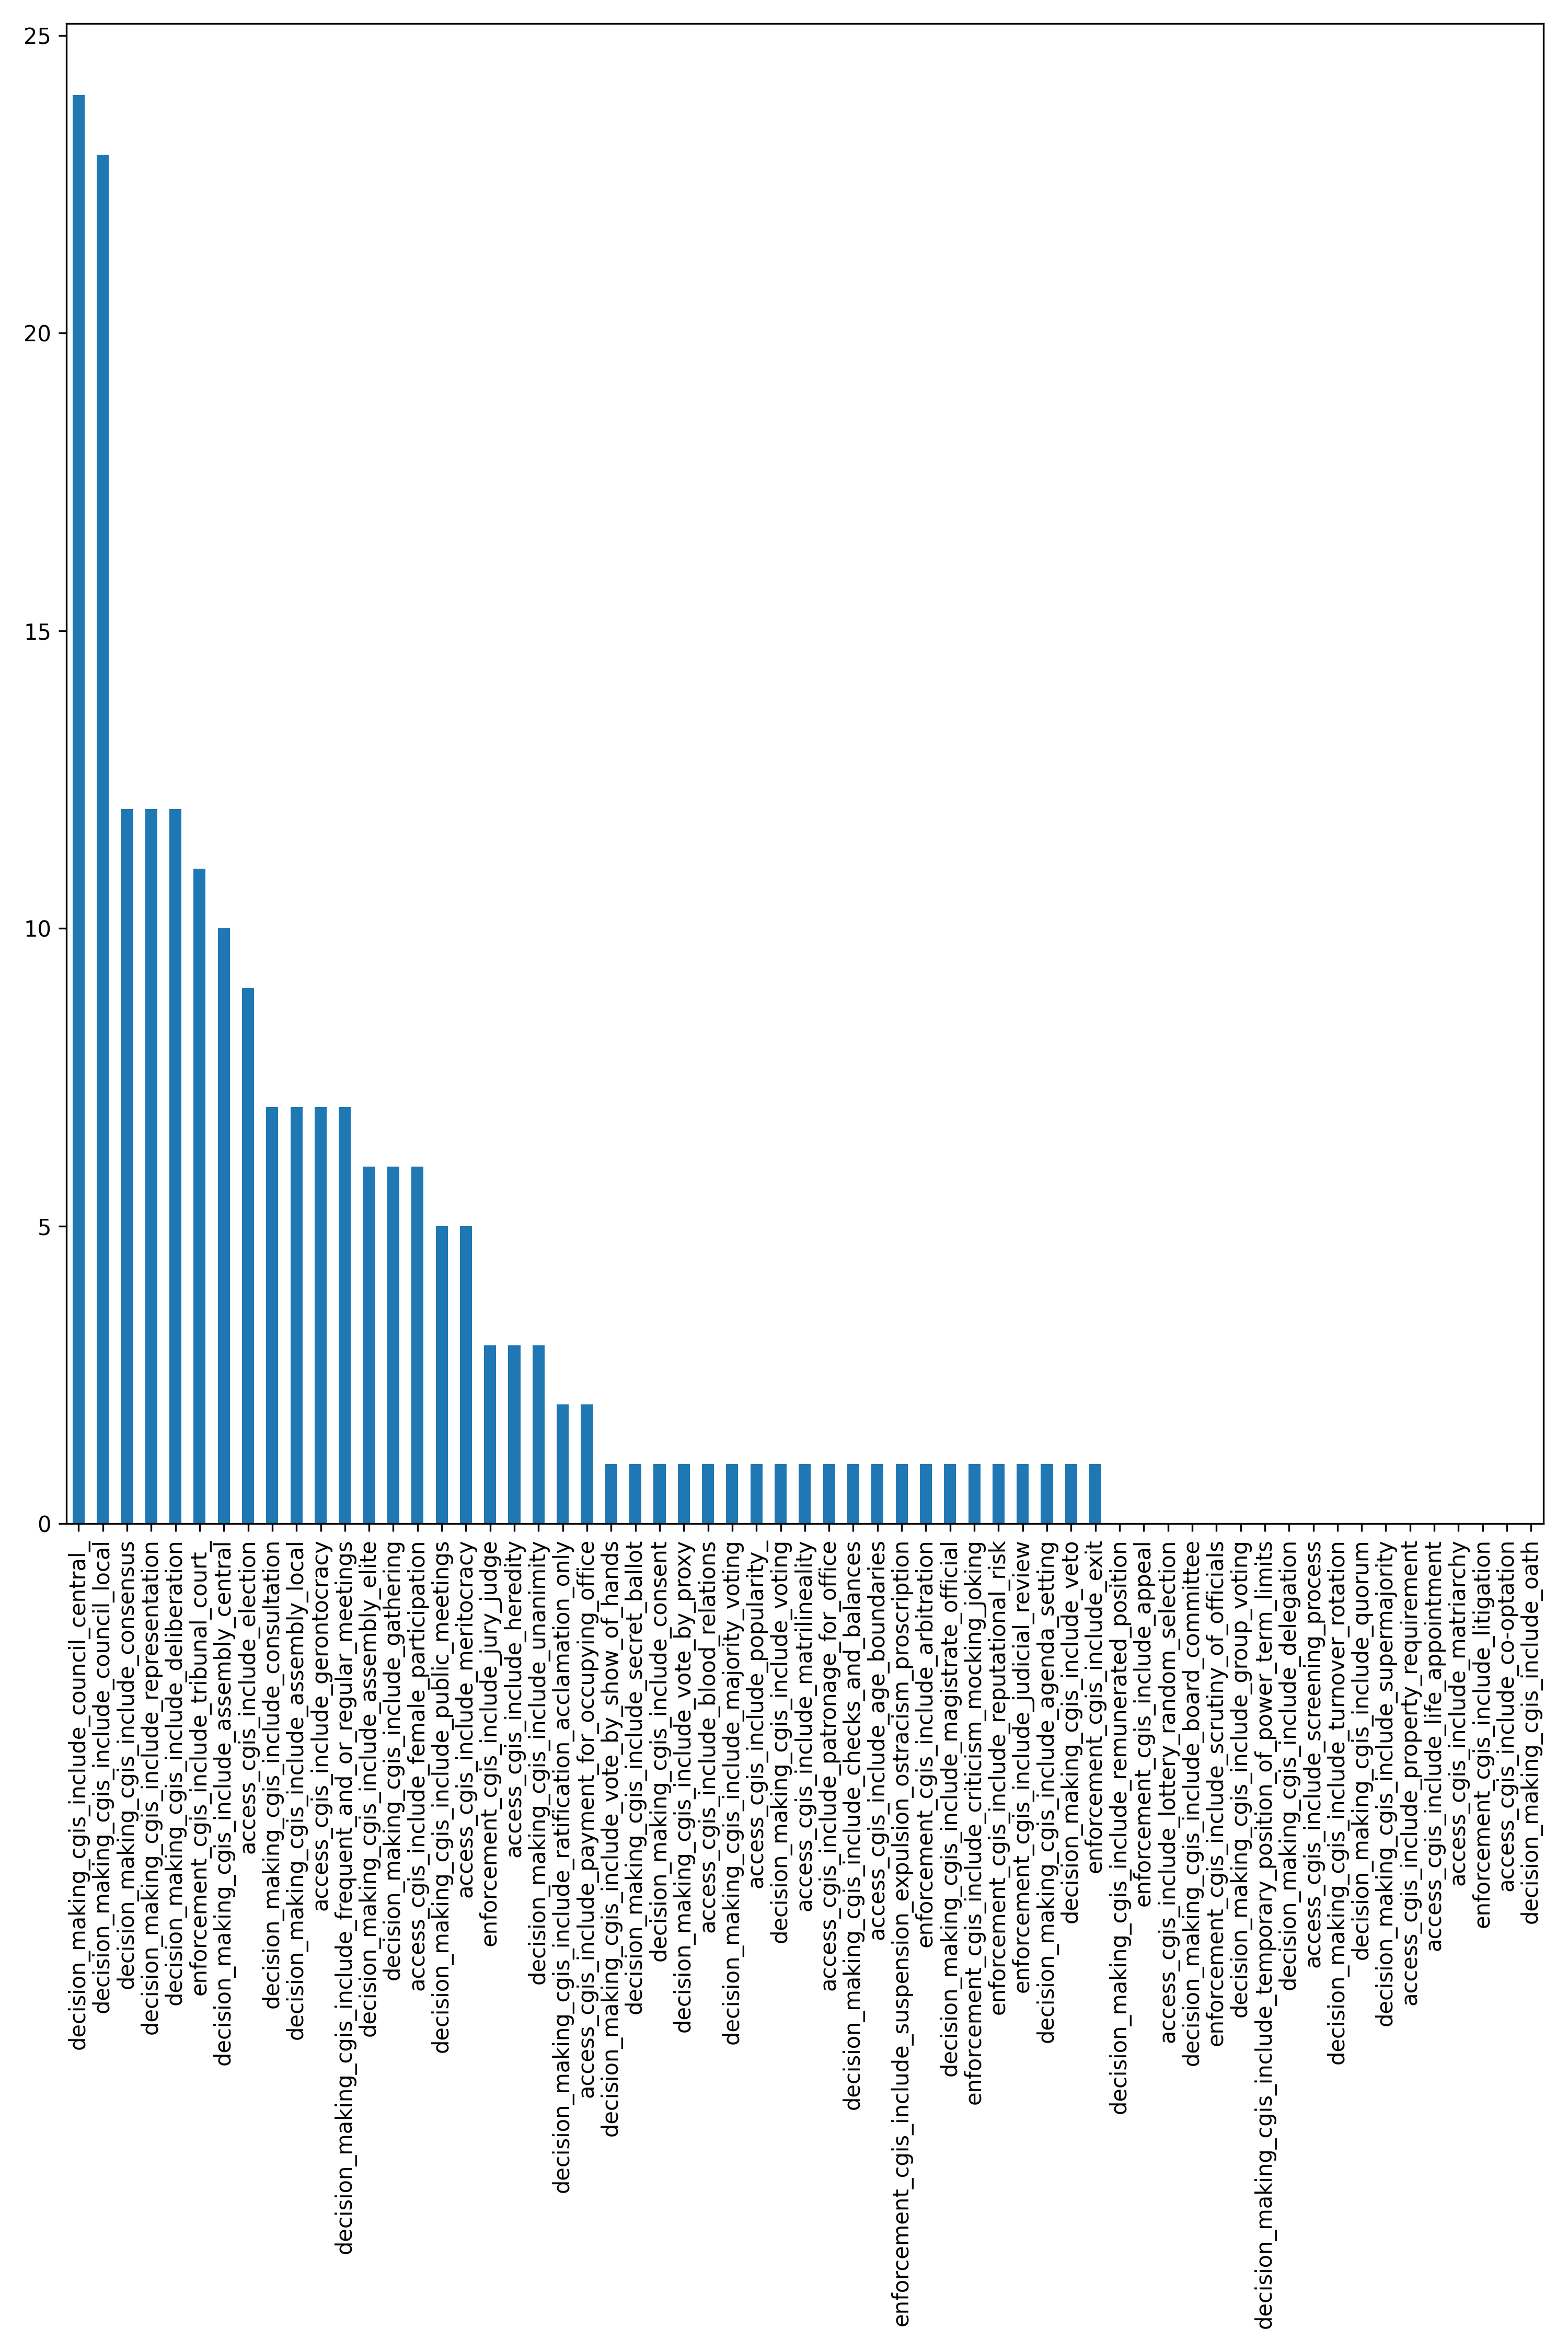 25
20
15
10
5
0
decision_making_cgis_include_council_central_
decision_making_cgis_include_council_local
decision_making_cgis_include_consensus
decision_making_cgis_include_representation
decision_making_cgis_include_deliberation
enforcement_cgis_include_tribunal_court_
decision_making_cgis_include_assembly_central
access_cgis_include_election
decision_making_cgis_include_consultation
decision_making_cgis_include_assembly_local
access_cgis_include_gerontocracy
decision_making_cgis_include_frequent_and_or_regular_meetings
decision_making_cgis_include_assembly_elite
decision_making_cgis_include_gathering
access_cgis_include_female_participation
decision_making_cgis_include_public_meetings
access_cgis_include_meritocracy
enforcement_cgis_include_jury_judge
access_cgis_include_heredity
decision_making_cgis_include_unanimity
decision_making_cgis_include_ratification_acclamation_only
access_cgis_include_payment_for_occupying_office
decision_making_cgis_include_vote_by_show_of_hands
decision_making_cgis_include_secret_ballot
decision_making_cgis_include_consent
decision_making_cgis_include_vote_by_proxy
access_cgis_include_blood_relations
decision_making_cgis_include_majority_voting
access_cgis_include_popularity_
decision_making_cgis_include_voting
access_cgis_include_matrilineality
access_cgis_include_patronage_for_office
decision_making_cgis_include_checks_and_balances
access_cgis_include_age_boundaries
enforcement_cgis_include_suspension_expulsion_ostracism_proscription
enforcement_cgis_include_arbitration
decision_making_cgis_include_magistrate_official
enforcement_cgis_include_criticism_mocking_joking
enforcement_cgis_include_reputational_risk
enforcement_cgis_include_judicial_review
decision_making_cgis_include_agenda_setting
decision_making_cgis_include_veto
enforcement_cgis_include_exit
decision_making_cgis_include_remunerated_position
enforcement_cgis_include_appeal
access_cgis_include_lottery_random_selection
decision_making_cgis_include_board_committee
enforcement_cgis_include_scrutiny_of_officials
decision_making_cgis_include_group_voting
decision_making_cgis_include_temporary_position_of_power_term_limits
decision_making_cgis_include_delegation
access_cgis_include_screening_process
decision_making_cgis_include_turnover_rotation
decision_making_cgis_include_quorum
decision_making_cgis_include_supermajority
access_cgis_include_property_requirement
access_cgis_include_life_appointment
access_cgis_include_matriarchy
enforcement_cgis_include_litigation
access_cgis_include_co-optation
decision_making_cgis_include_oath